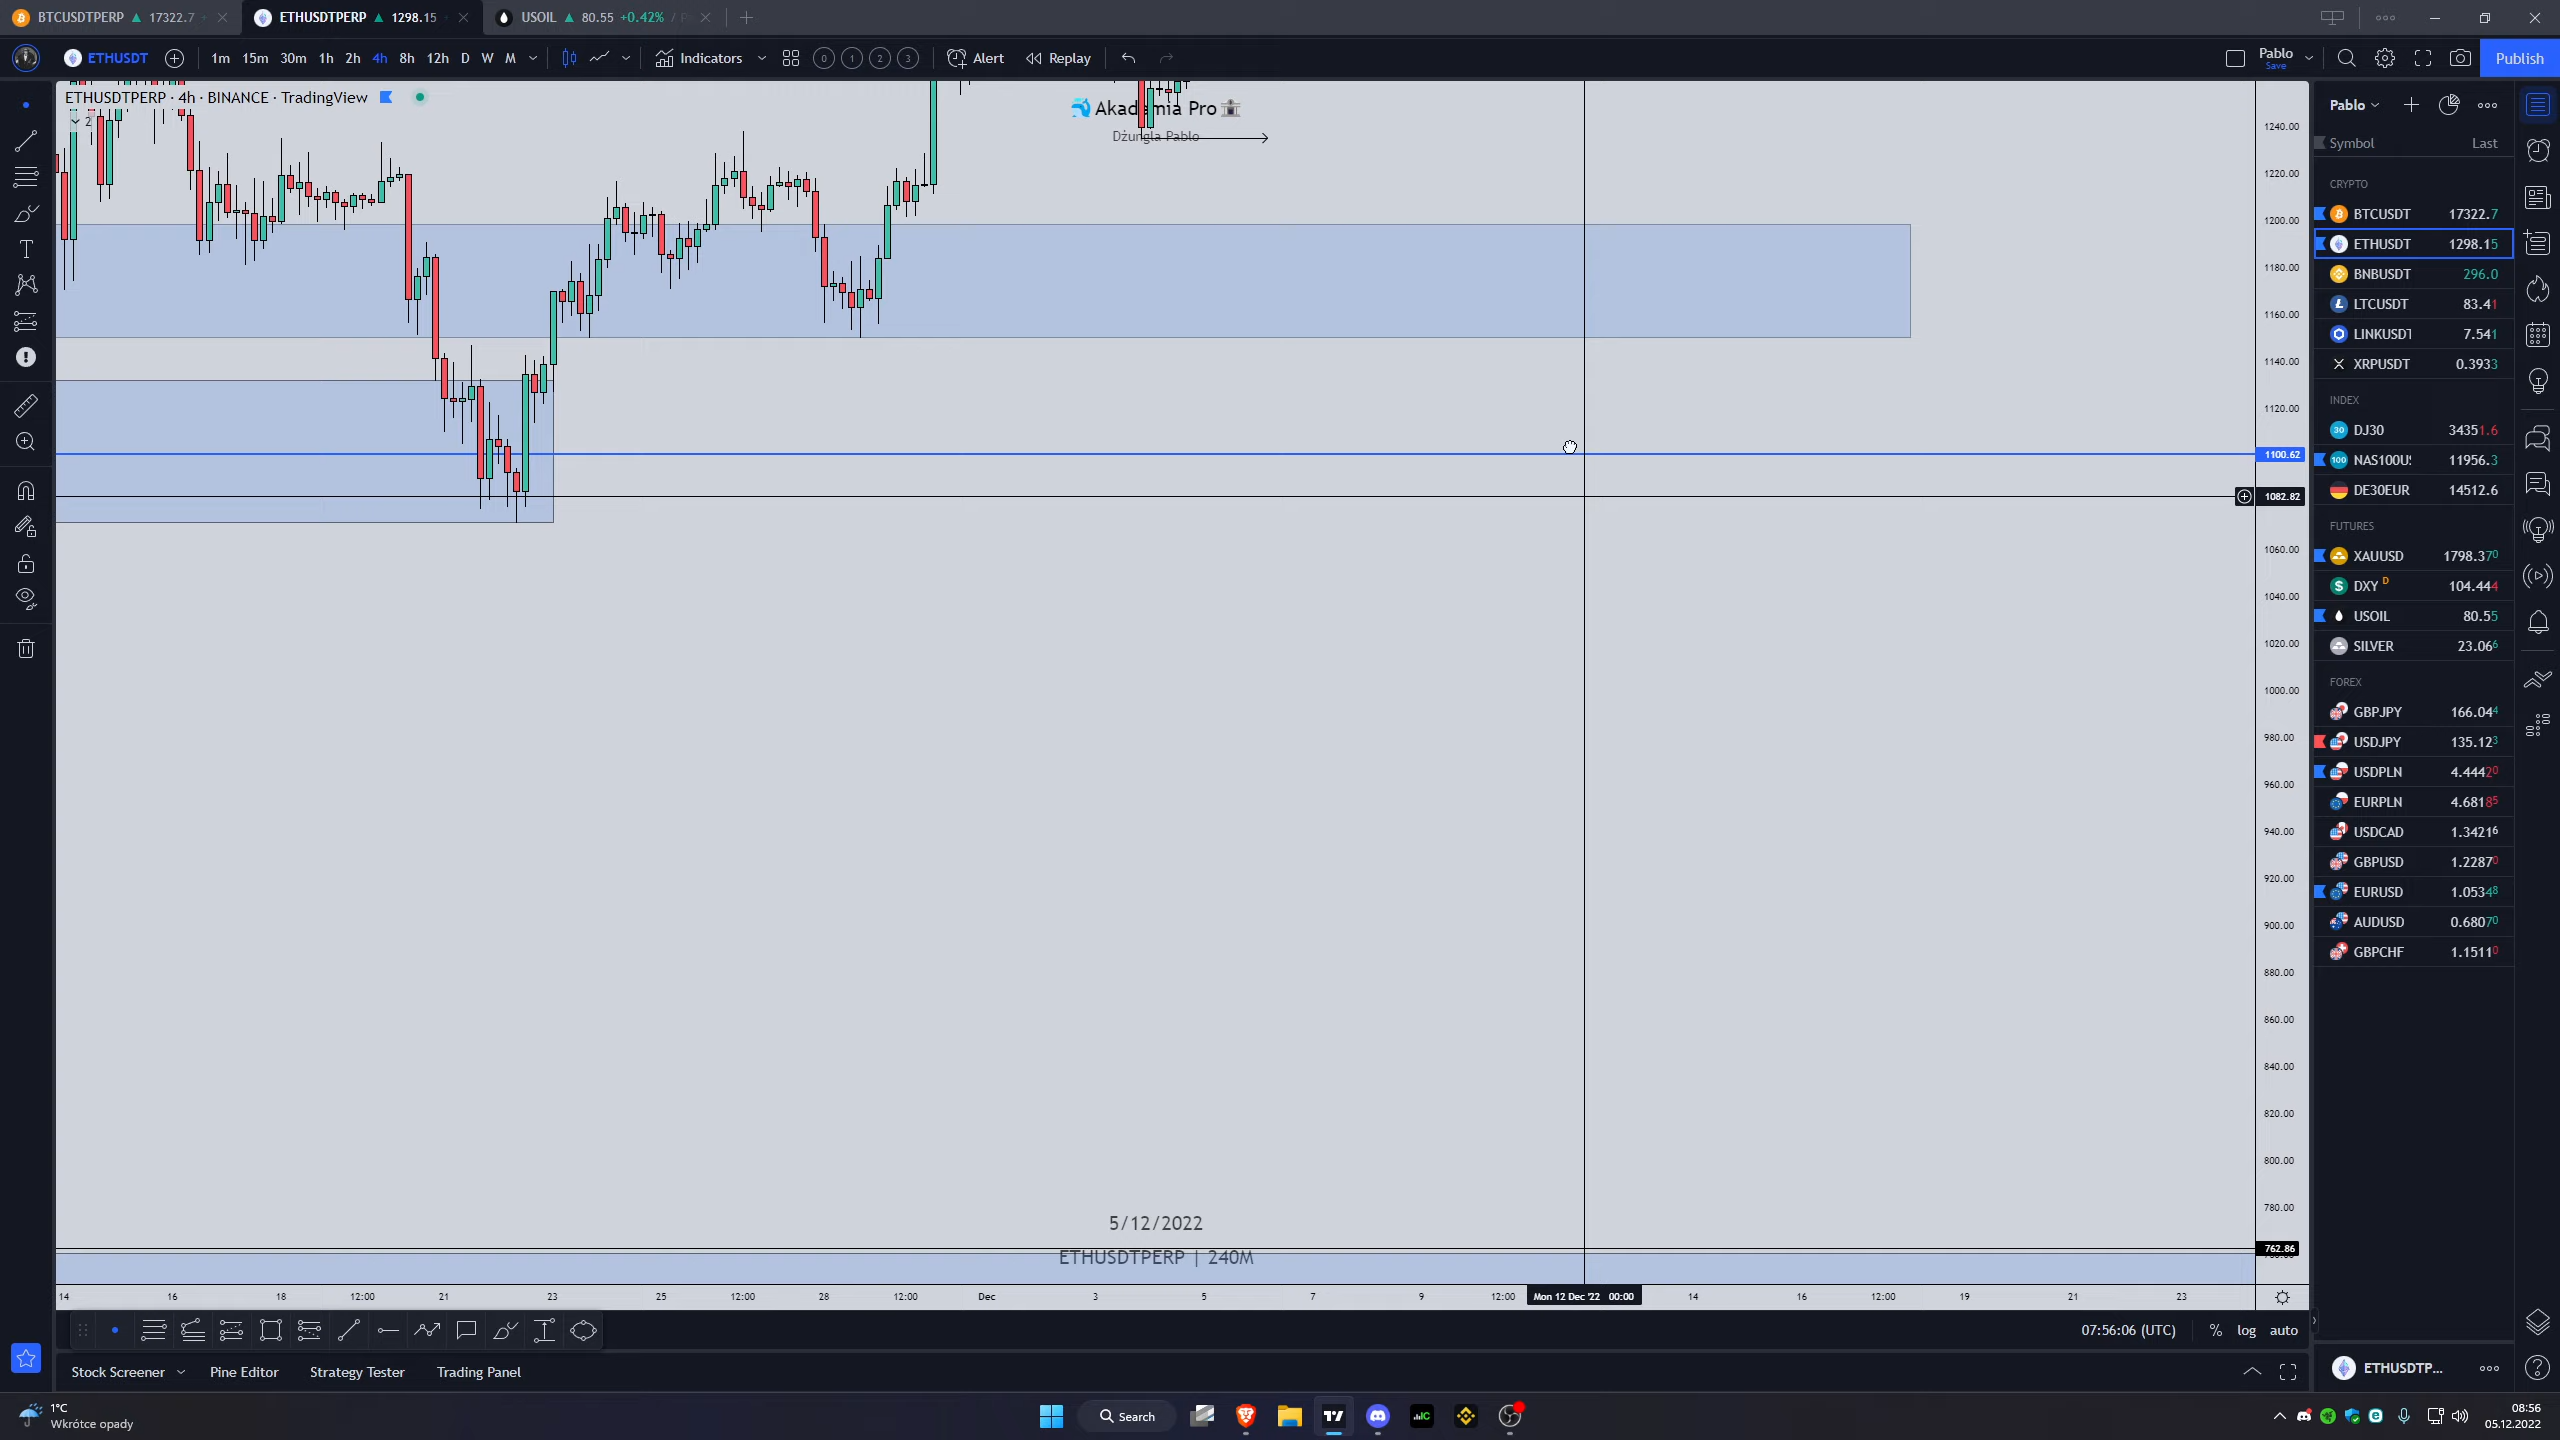 BTCUSDTPERP ▲ 17322.7
ETHUSDTPERP ▲ 1298.15
USOIL ▲ 80.55 +0.42% /
ETHUSDT
1m 15m 30m 1h 2h 4h 8h 12h D W M
Indicators
0 1 2 3
Alert
Replay
Pablo
Save
Publish
ETHUSDTPERP · 4h · BINANCE · TradingView
2
Akademia Pro
Dżungla Pablo
1240.00
1220.00
1200.00
1180.00
1160.00
1140.00
1120.00
1100.62
1082.82
1060.00
1040.00
1020.00
1000.00
980.00
960.00
940.00
920.00
900.00
880.00
860.00
840.00
820.00
800.00
780.00
762.86
5/12/2022
ETHUSDTPERP | 240M
14 16 18 12:00 21 23 25 12:00 28 12:00 Dec 3 5 7 9 12:00 Mon 12 Dec '22 00:00 14 16 12:00 19 21 23
07:56:06 (UTC) % log auto
Stock Screener Pine Editor Strategy Tester Trading Panel
Pablo
Symbol Last
CRYPTO
BTCUSDT 17322.7
ETHUSDT 1298.15
BNBUSDT 296.0
LTCUSDT 83.41
LINKUSDT 7.541
XRPUSDT 0.3933
INDEX
DJ30 34351.6
NAS100U 11956.3
DE30EUR 14512.6
FUTURES
XAUUSD 1798.370
DXY D 104.444
USOIL 80.55
SILVER 23.066
FOREX
GBPJPY 166.044
USDJPY 135.123
USDPLN 4.44420
EURPLN 4.68185
USDCAD 1.34216
GBPUSD 1.22870
EURUSD 1.05348
AUDUSD 0.68070
GBPCHF 1.15110
ETHUSDTP...
1°C
Wkrótce opady
Search
08:56
05.12.2022